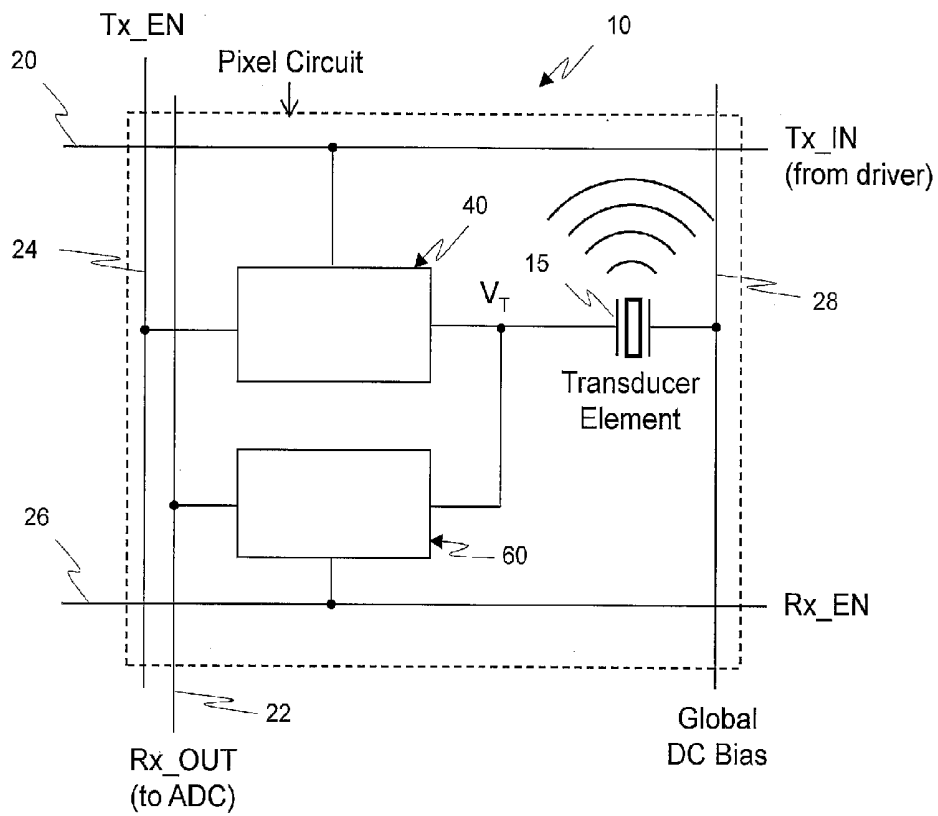 Tx_EN
10
20
Pixel Circuit
Tx_IN
(from driver)
40
24
15
28
V_T
Transducer
Element
26
60
Rx_EN
22
Global
DC Bias
Rx_OUT
(to ADC)